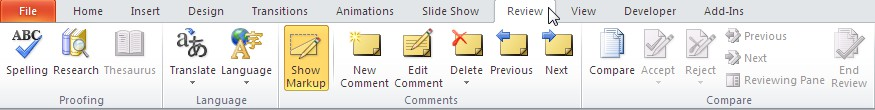 File Home Insert Design Transitions Animations Slide Show Review View Developer Add-Ins
ABC
Spelling Research Thesaurus
Proofing
Translate Language
Language
Show Markup
New Comment
Edit Comment
Delete Previous Next
Comments
Compare Accept Reject
Previous
Next
Reviewing Pane
End Review
Compare